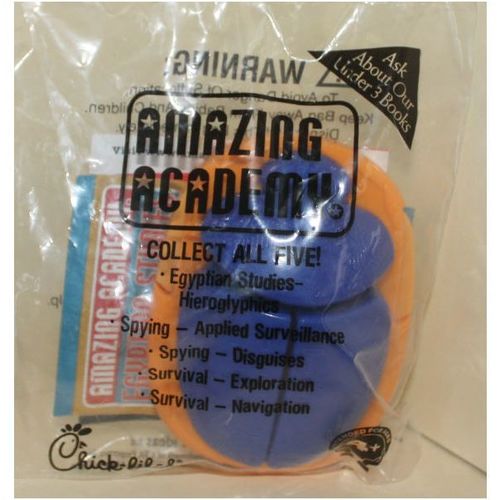 WARNING:
To Avoid Danger Of Suffocation,
Keep Bag Away From Babies And Children.
Ask
About Our
Under 3 Books
AMAZING
ACADEMY
COLLECT ALL FIVE!
· Egyptian Studies-
Hieroglyphics
· Spying - Applied Surveillance
· Spying - Disguises
· Survival - Exploration
· Survival - Navigation
AMAZING ACADEMY
Chick-fil-A